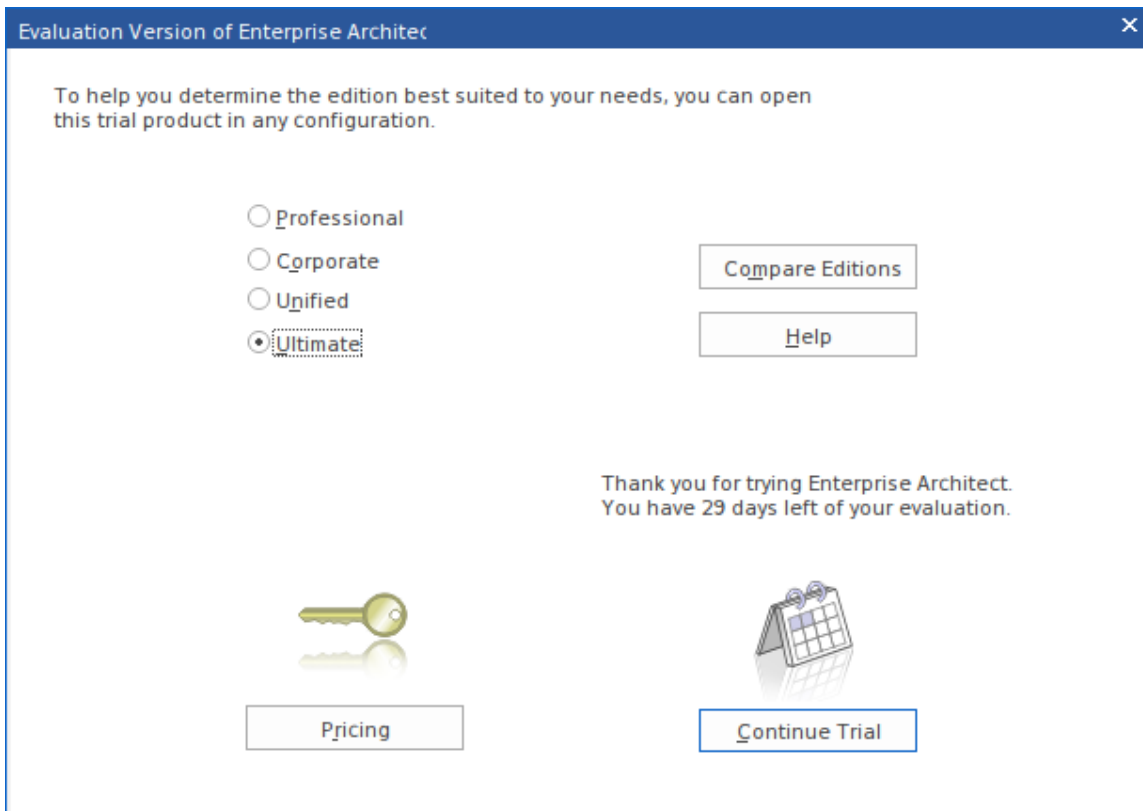 Evaluation Version of Enterprise Architec
To help you determine the edition best suited to your needs, you can open
this trial product in any configuration.
Professional
Corporate
Unified
Ultimate
Compare Editions
Help
Thank you for trying Enterprise Architect.
You have 29 days left of your evaluation.
Pricing
Continue Trial